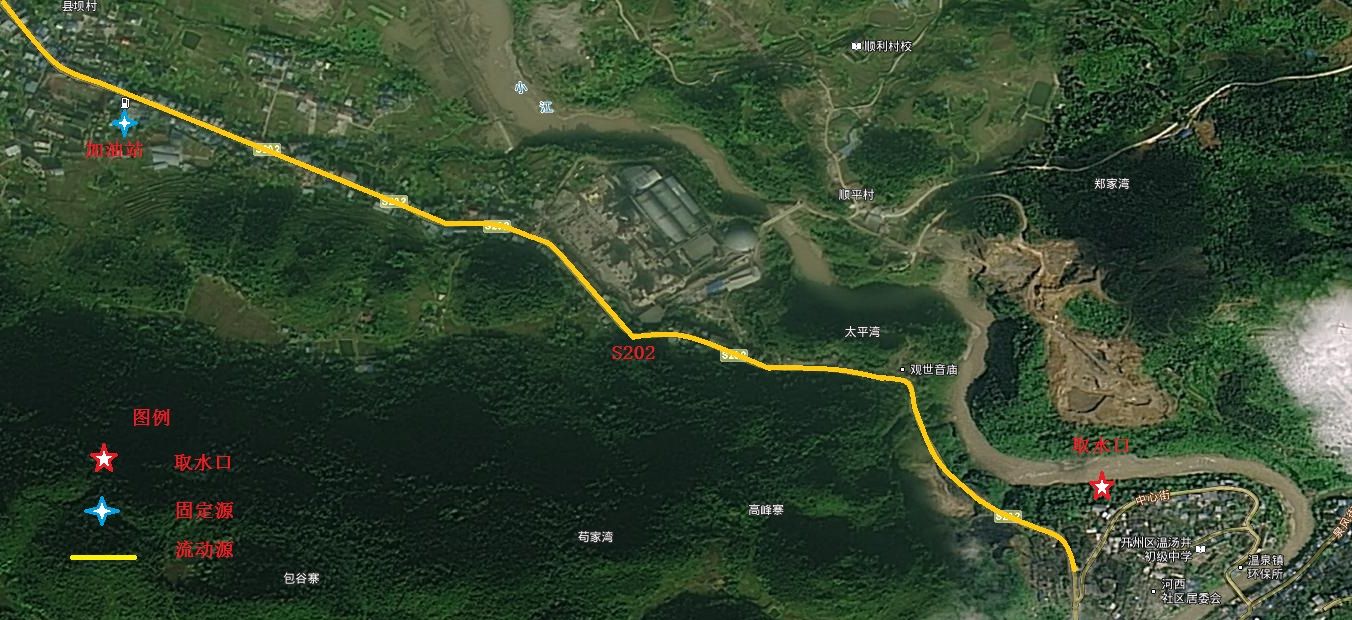 县坝村
顺利村校
小
江
加油站
S202
S202
郑家湾
顺平村
S202
太平湾
S202
S202
观世音庙
图例
取水口
取水口
中心街
固定源
高峰寨
S202
荀家湾
流动源
开州区温汤井
初级中学
温泉镇
环保所
包谷寨
河西
社区居委会